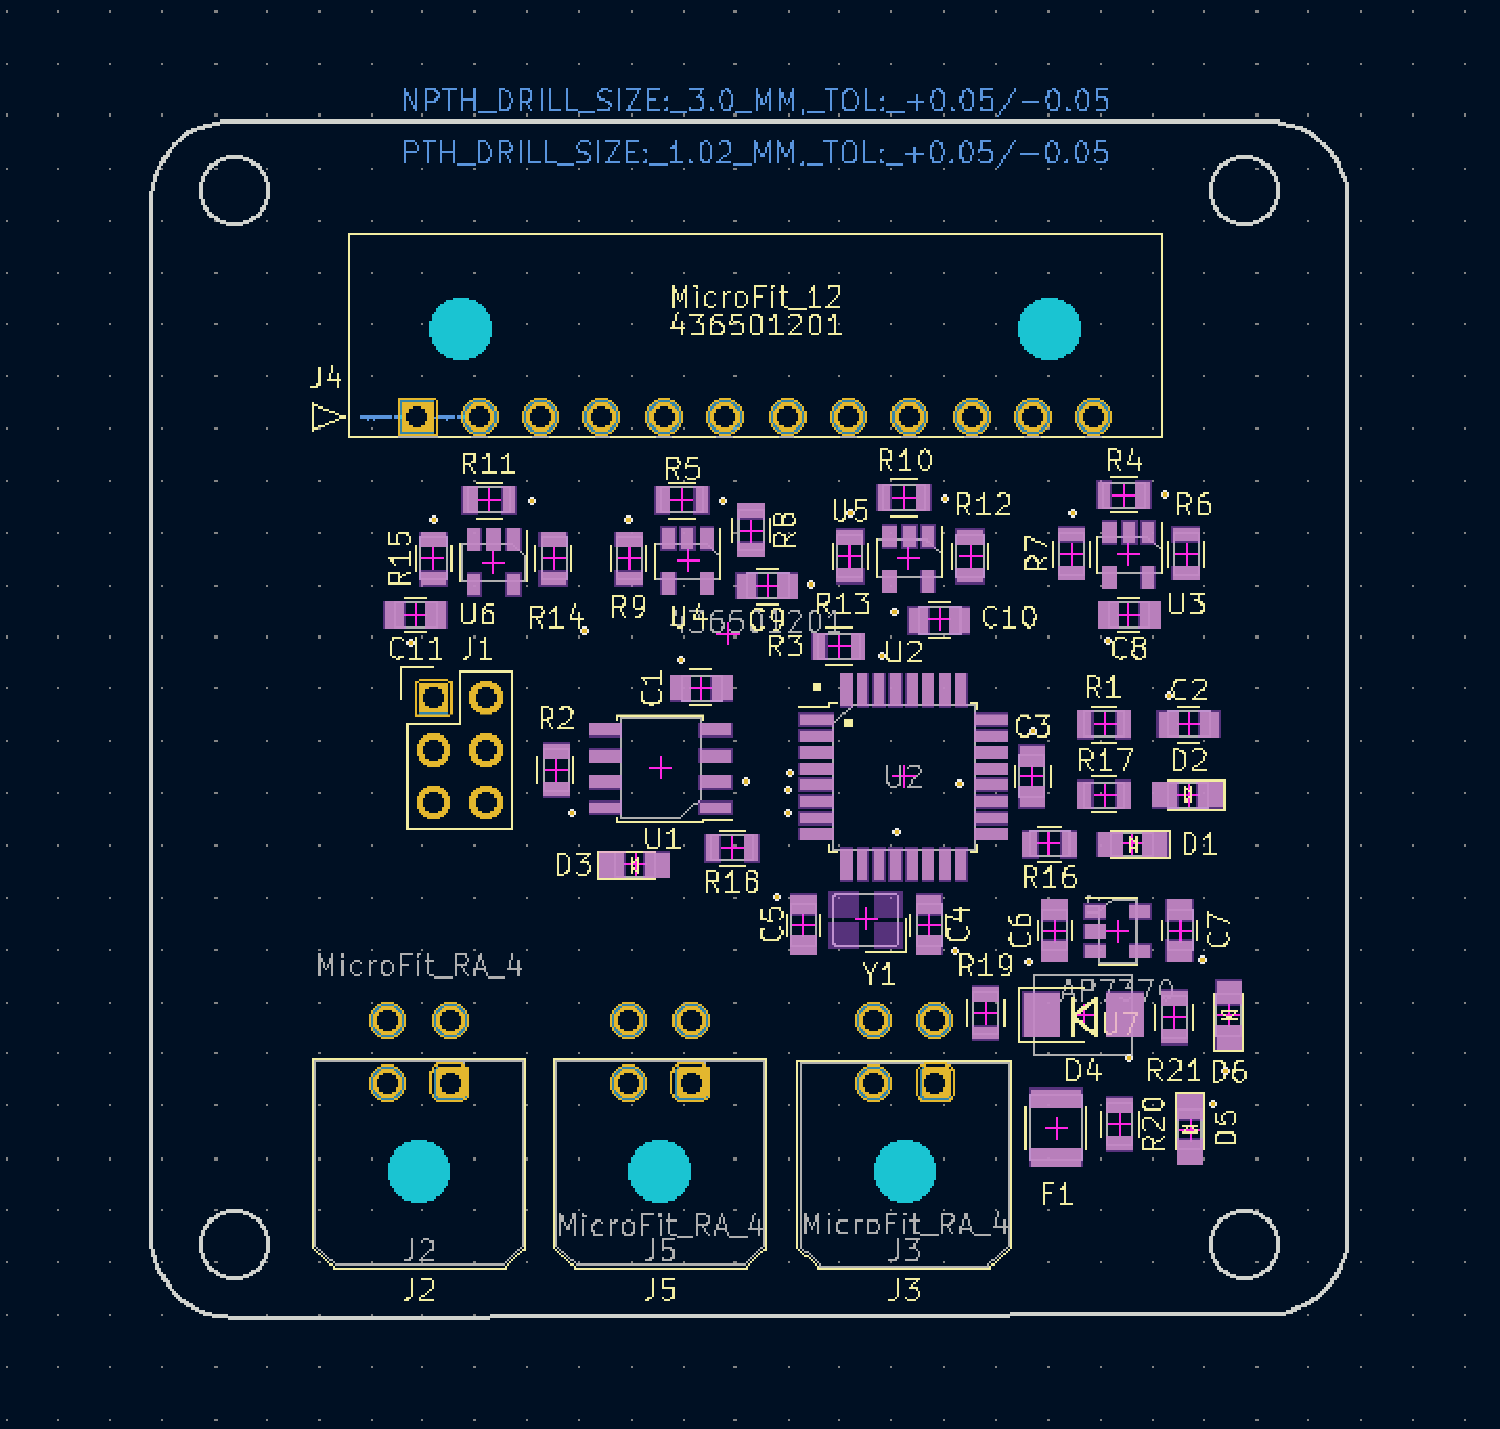 NPTH_DRILL_SIZE:_3.0_MM,_TOL:_+0.05/-0.05
PTH_DRILL_SIZE:_1.02_MM,_TOL:_+0.05/-0.05
MicroFit_12
436501201
J4
R11
R5
R10
R4
U5
R12
R6
R8
R15
R7
R9
R14
U6
U4
436501201
C9
R13
C10
U3
C11
J1
R3
U2
C8
C1
R1
C2
R2
C3
U2
R17
D2
U1
D3
R18
R16
D1
C5
C4
C6
C7
MicroFit_RA_4
Y1
R19
AP7370
U7
D4
R21
D6
R20
D5
F1
MicroFit_RA_4
MicroFit_RA_4
J2
J5
J3
J2
J5
J3